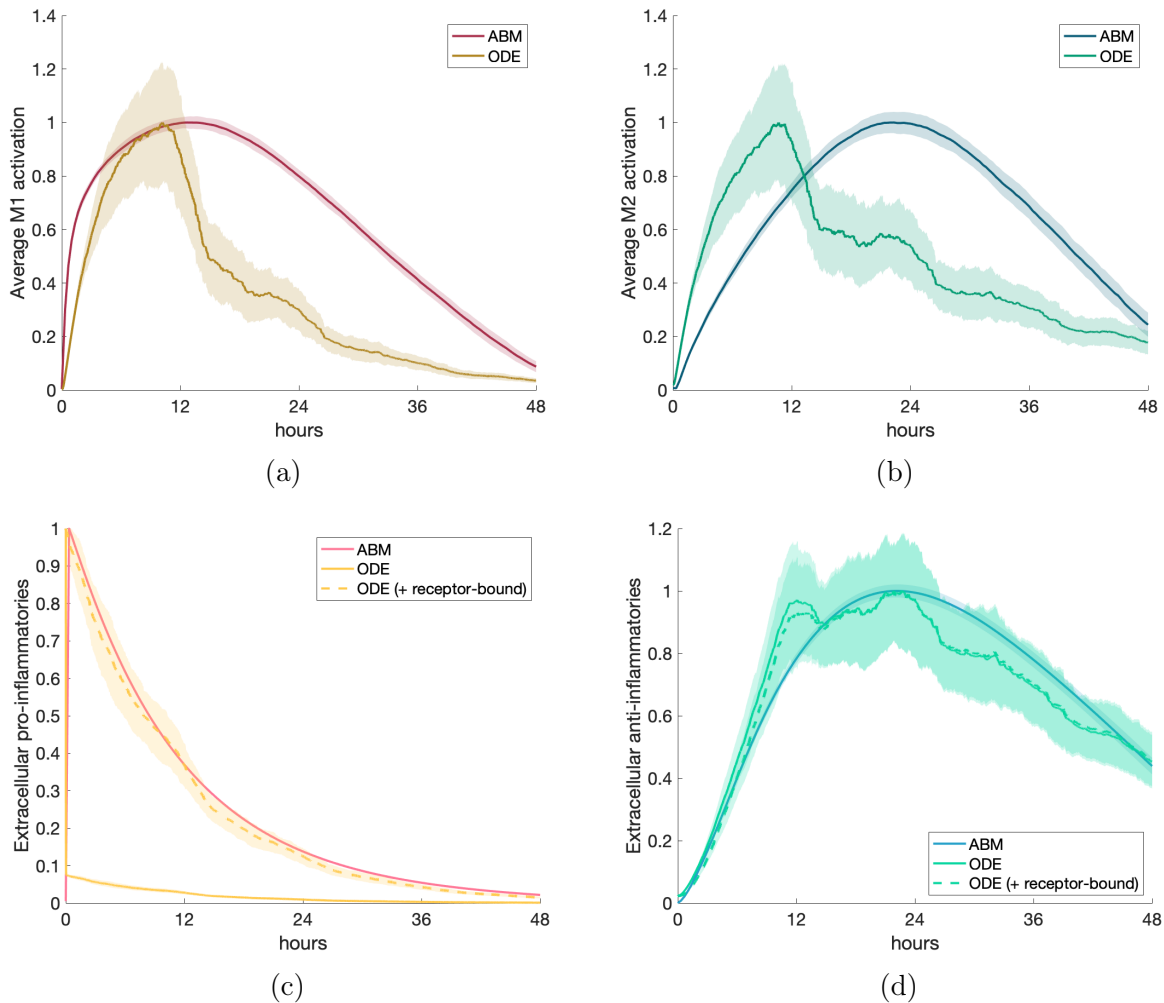 1.4
1.2
1
0.8
0.6
0.4
0.2
0
Average M1 activation
ABM
ODE
0 12 24 36 48
hours
(a)
1.4
1.2
1
0.8
0.6
0.4
0.2
0
Average M2 activation
ABM
ODE
0 12 24 36 48
hours
(b)
1
0.9
0.8
0.7
0.6
0.5
0.4
0.3
0.2
0.1
0
Extracellular pro-inflammatories
ABM
ODE
ODE (+ receptor-bound)
0 12 24 36 48
hours
(c)
1.2
1
0.8
0.6
0.4
0.2
0
Extracellular anti-inflammatories
ABM
ODE
ODE (+ receptor-bound)
0 12 24 36 48
hours
(d)